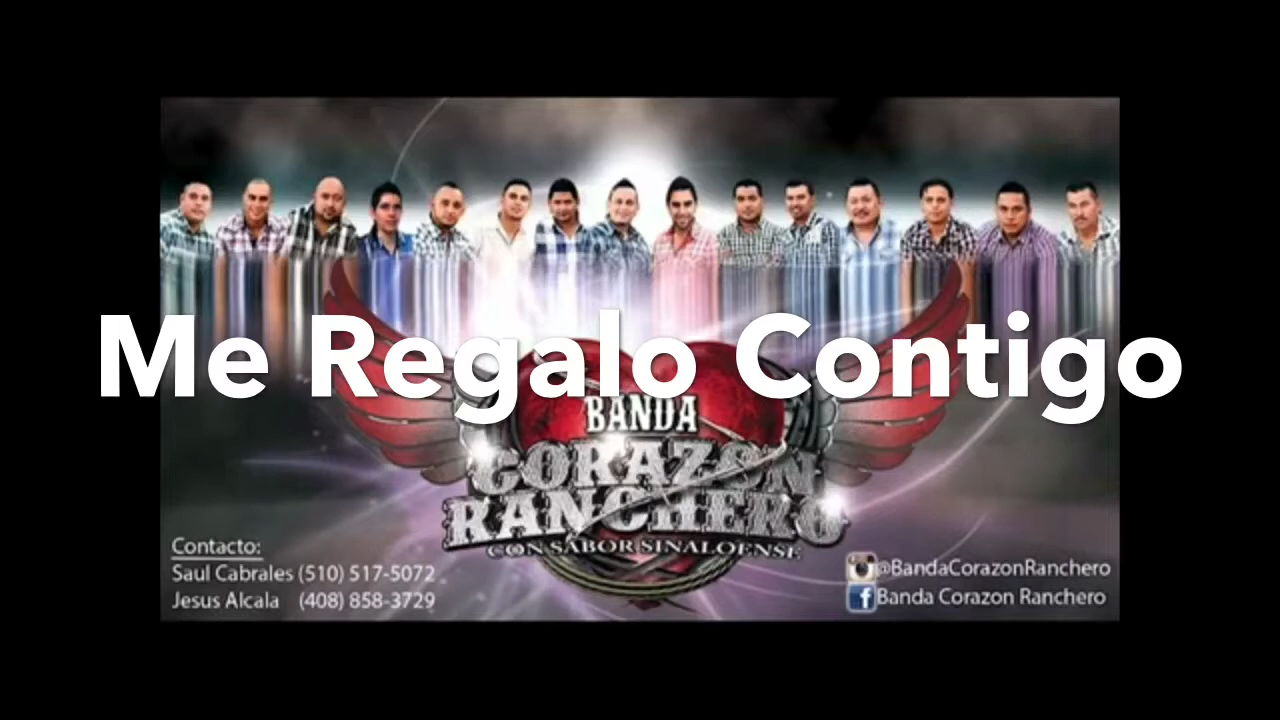 Me Regalo Contigo
BANDA
CORAZON
RANCHERO
CON SABOR SINALOENSE
Contacto:
Saul Cabrales (510) 517-5072
Jesus Alcala (408) 858-3729
@BandaCorazonRanchero
Banda Corazon Ranchero